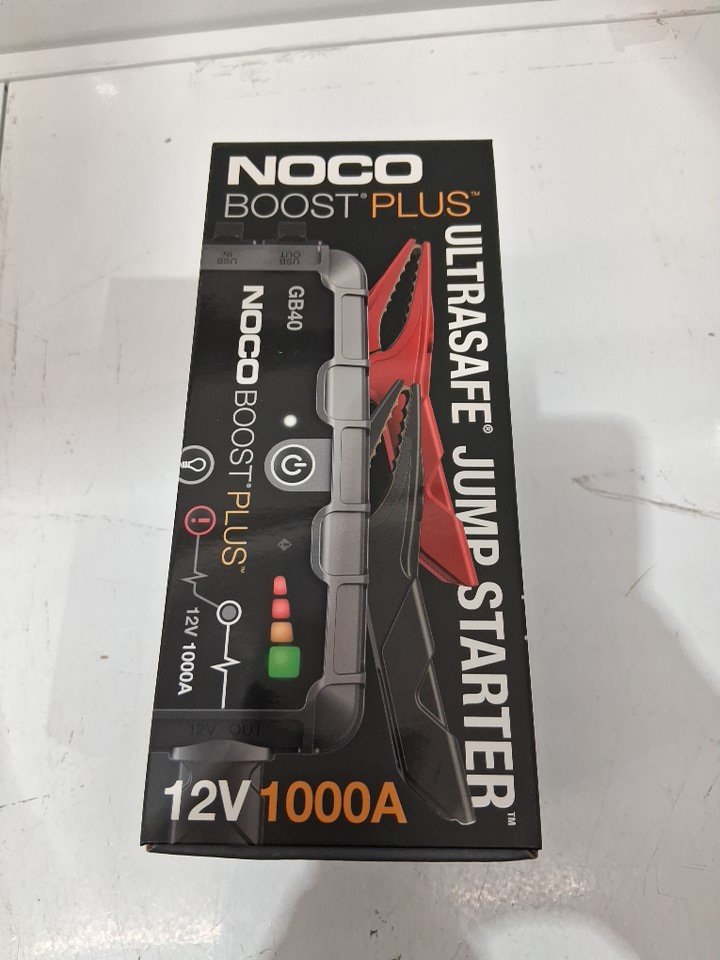 NOCO
BOOST® PLUS™
ULTRASAFE® JUMP STARTER™
USB IN
USB OUT
GB40
NOCO BOOST® PLUS™
12V 1000A
12V OUT
12V 1000A